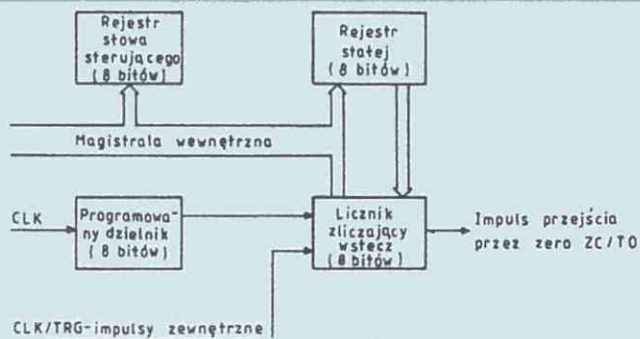 Rejestr
słowa
sterującego
(8 bitów)
Rejestr
stałej
(8 bitów)
Magistrala wewnętrzna
CLK
Programowa-
ny dzielnik
(8 bitów)
Licznik
zliczający
wstecz
(8 bitów)
Impuls przejścia
przez zero ZC/TO
CLK/TRG-impulsy zewnętrzne